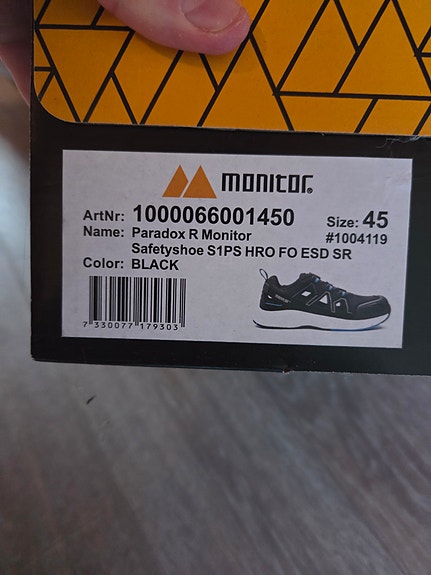 monitor®
ArtNr: 1000066001450
Size: 45
Name: Paradox R Monitor
#1004119
Safetyshoe S1PS HRO FO ESD SR
Color: BLACK
7 330077 179303